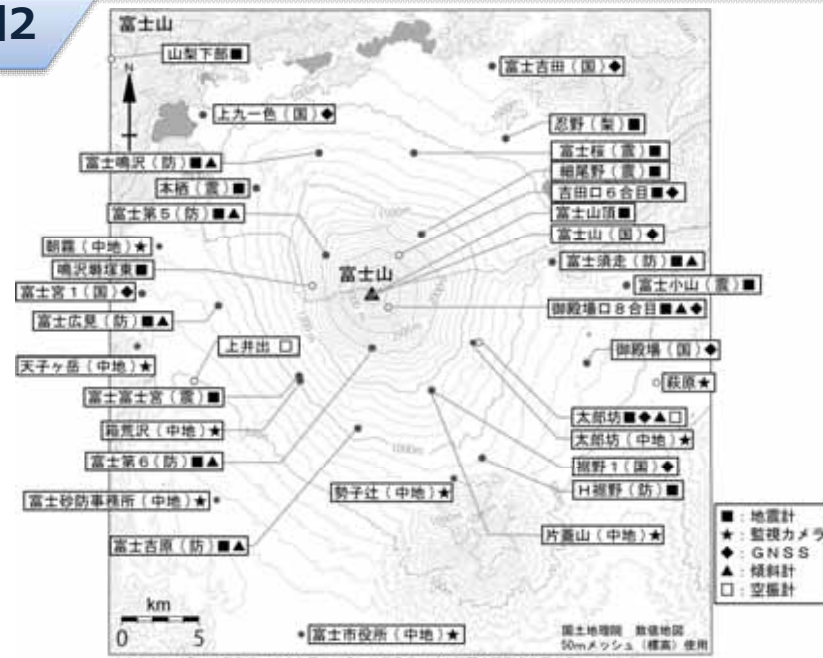 図2
富士山
山梨下部■
N
富士吉田（国）◆
上九一色（国）◆
忍野（梨）■
富士鳴沢（防）■▲
富士桜（震）■
細尾野（震）■
本栖（震）■
吉田口６合目■◆
富士第５（防）■▲
富士山頂■
富士山（国）◆
朝霧（中地）★
富士須走（防）■▲
鳴沢塒塚東■
富士山
富士小山（震）■
富士宮１（国）◆
御殿場口８合目■▲◆
富士広見（防）■▲
上井出 □
御殿場（国）◆
天子ヶ岳（中地）★
萩原★
富士富士宮（震）■
太郎坊■◆▲□
箱荒沢（中地）★
太郎坊（中地）★
富士第６（防）■▲
1000m
裾野１（国）◆
勢子辻（中地）★
H裾野（防）■
富士砂防事務所（中地）★
片蓋山（中地）★
富士吉原（防）■▲
■：地震計
★：監視カメラ
◆：ＧＮＳＳ
▲：傾斜計
□：空振計
km
0 5
富士市役所（中地）★
国土地理院 数値地図
50mメッシュ（標高）使用